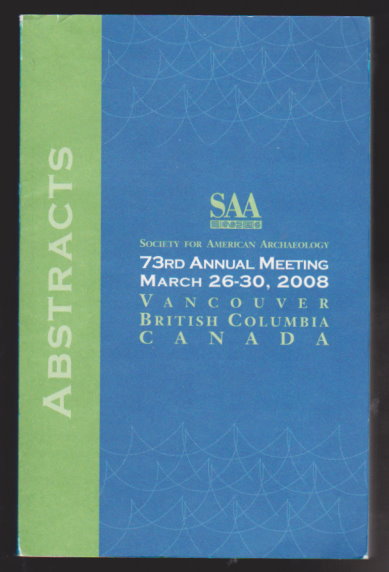 ABSTRACTS
SAA
SOCIETY FOR AMERICAN ARCHAEOLOGY
73RD ANNUAL MEETING
MARCH 26-30, 2008
VANCOUVER
BRITISH COLUMBIA
CANADA